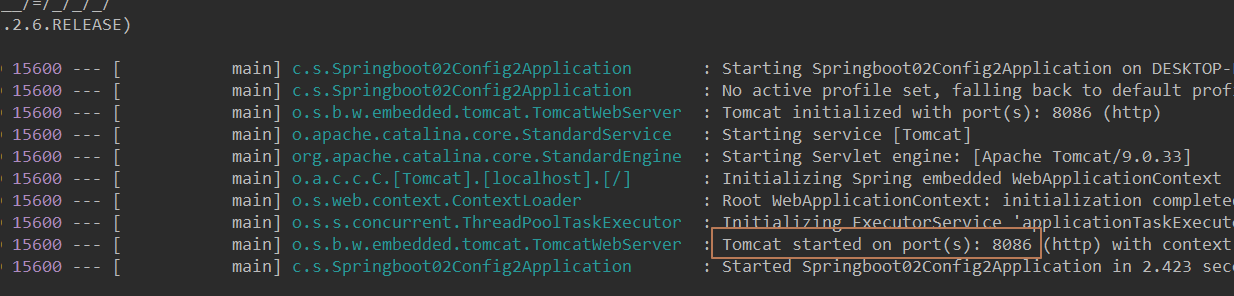 __/=/_/_/_/
.2.6.RELEASE)
15600 --- [           main] c.s.Springboot02Config2Application       : Starting Springboot02Config2Application on DESKTOP-
15600 --- [           main] c.s.Springboot02Config2Application       : No active profile set, falling back to default
15600 --- [           main] o.s.b.w.embedded.tomcat.TomcatWebServer  : Tomcat initialized with port(s): 8086 (http)
15600 --- [           main] o.apache.catalina.core.StandardService   : Starting service [Tomcat]
15600 --- [           main] org.apache.catalina.core.StandardEngine  : Starting Servlet engine: [Apache Tomcat/9.0.33]
15600 --- [           main] o.a.c.c.C.[Tomcat].[localhost].[/]       : Initializing Spring embedded WebApplicationContext
15600 --- [           main] o.s.web.context.ContextLoader            : Root WebApplicationContext: initialization completed
15600 --- [           main] o.s.s.concurrent.ThreadPoolTaskExecutor  : Initializing ExecutorService 'applicationTaskExecut
15600 --- [           main] o.s.b.w.embedded.tomcat.TomcatWebServer  : Tomcat started on port(s): 8086 (http) with context
15600 --- [           main] c.s.Springboot02Config2Application       : Started Springboot02Config2Application in 2.423 sec